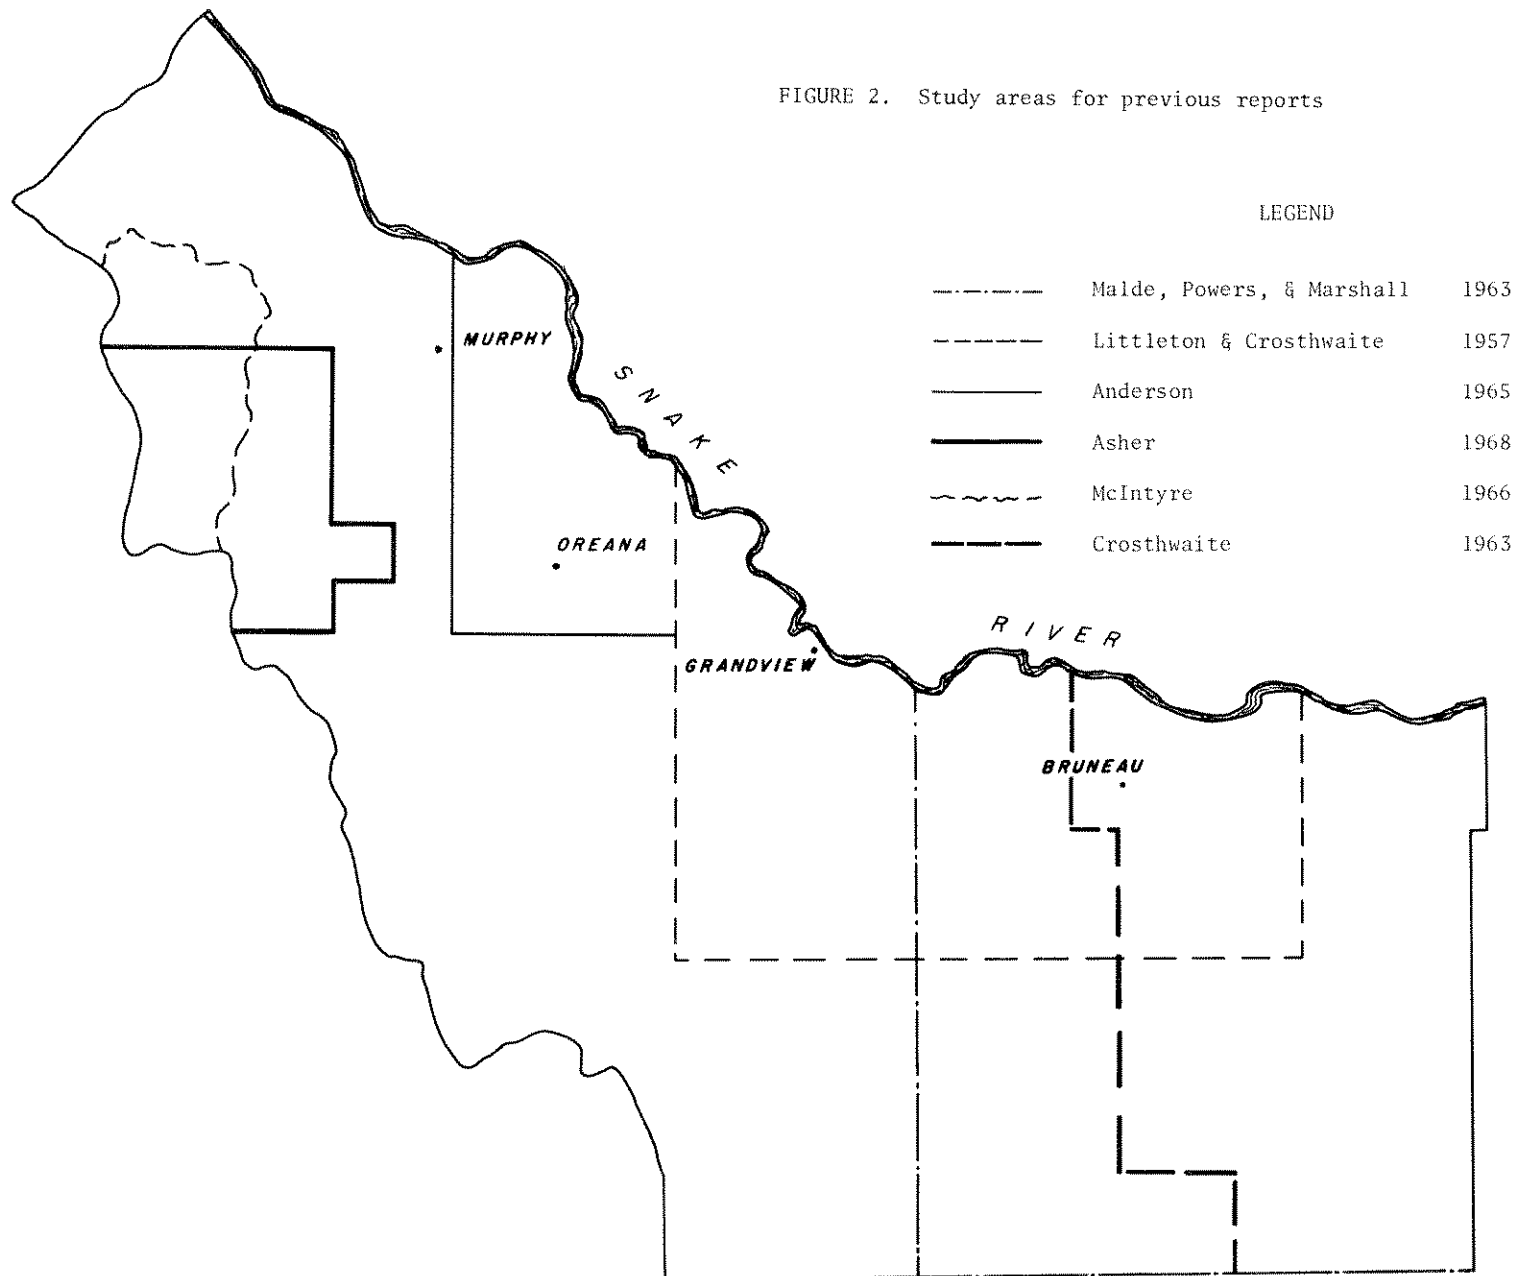 FIGURE 2. Study areas for previous reports
LEGEND
Malde, Powers, & Marshall 1963
Littleton & Crosthwaite 1957
Anderson 1965
Asher 1968
McIntyre 1966
Crosthwaite 1963
MURPHY
SNAKE
OREANA
RIVER
GRANDVIEW
BRUNEAU